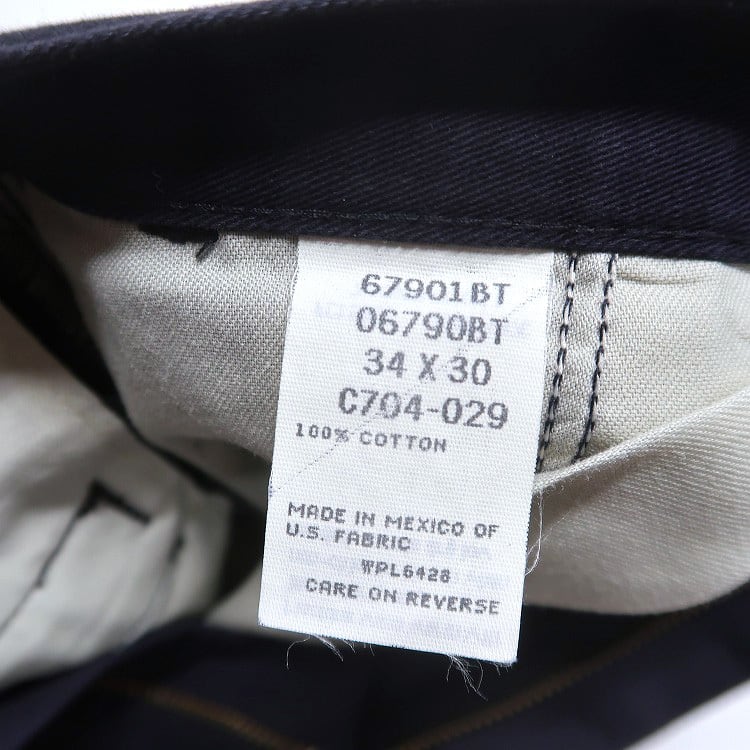 67901BT
06790BT
34 X 30
C704-029
100% COTTON
MADE IN MEXICO OF
U.S. FABRIC
WPL6428
CARE ON REVERSE